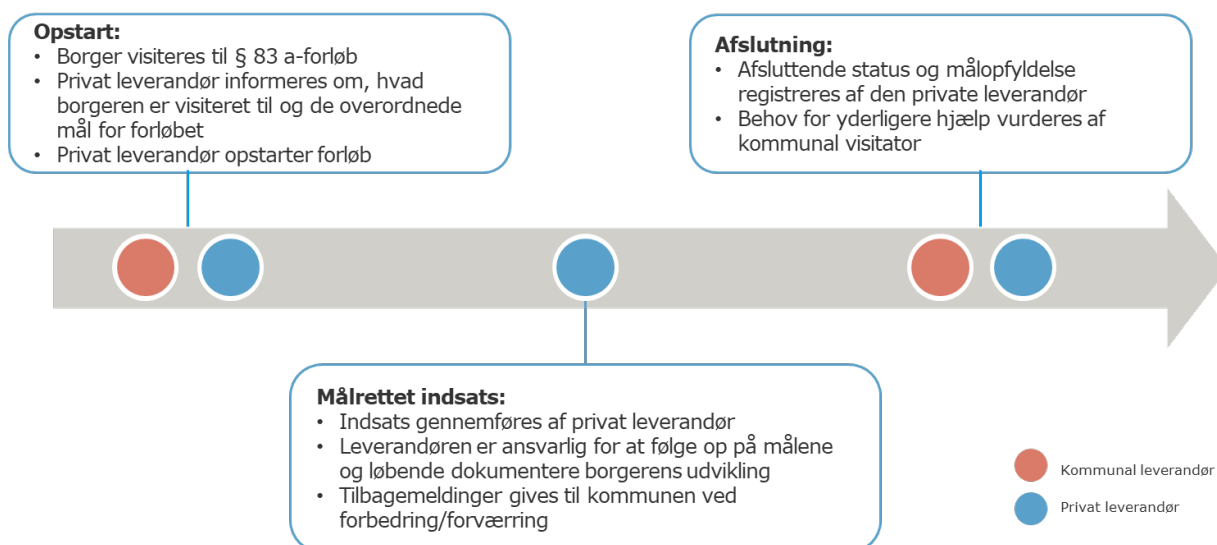 Opstart:
• Borger visiteres til § 83 a-forløb
• Privat leverandør informeres om, hvad
borgeren er visiteret til og de overordnede
mål for forløbet
• Privat leverandør opstarter forløb
Afslutning:
• Afsluttende status og målopfyldelse
registreres af den private leverandør
• Behov for yderligere hjælp vurderes af
kommunal visitator
Målrettet indsats:
• Indsats gennemføres af privat leverandør
• Leverandøren er ansvarlig for at følge op på målene
og løbende dokumentere borgerens udvikling
• Tilbagemeldinger gives til kommunen ved
forbedring/forværring
Kommunal leverandør
Privat leverandør